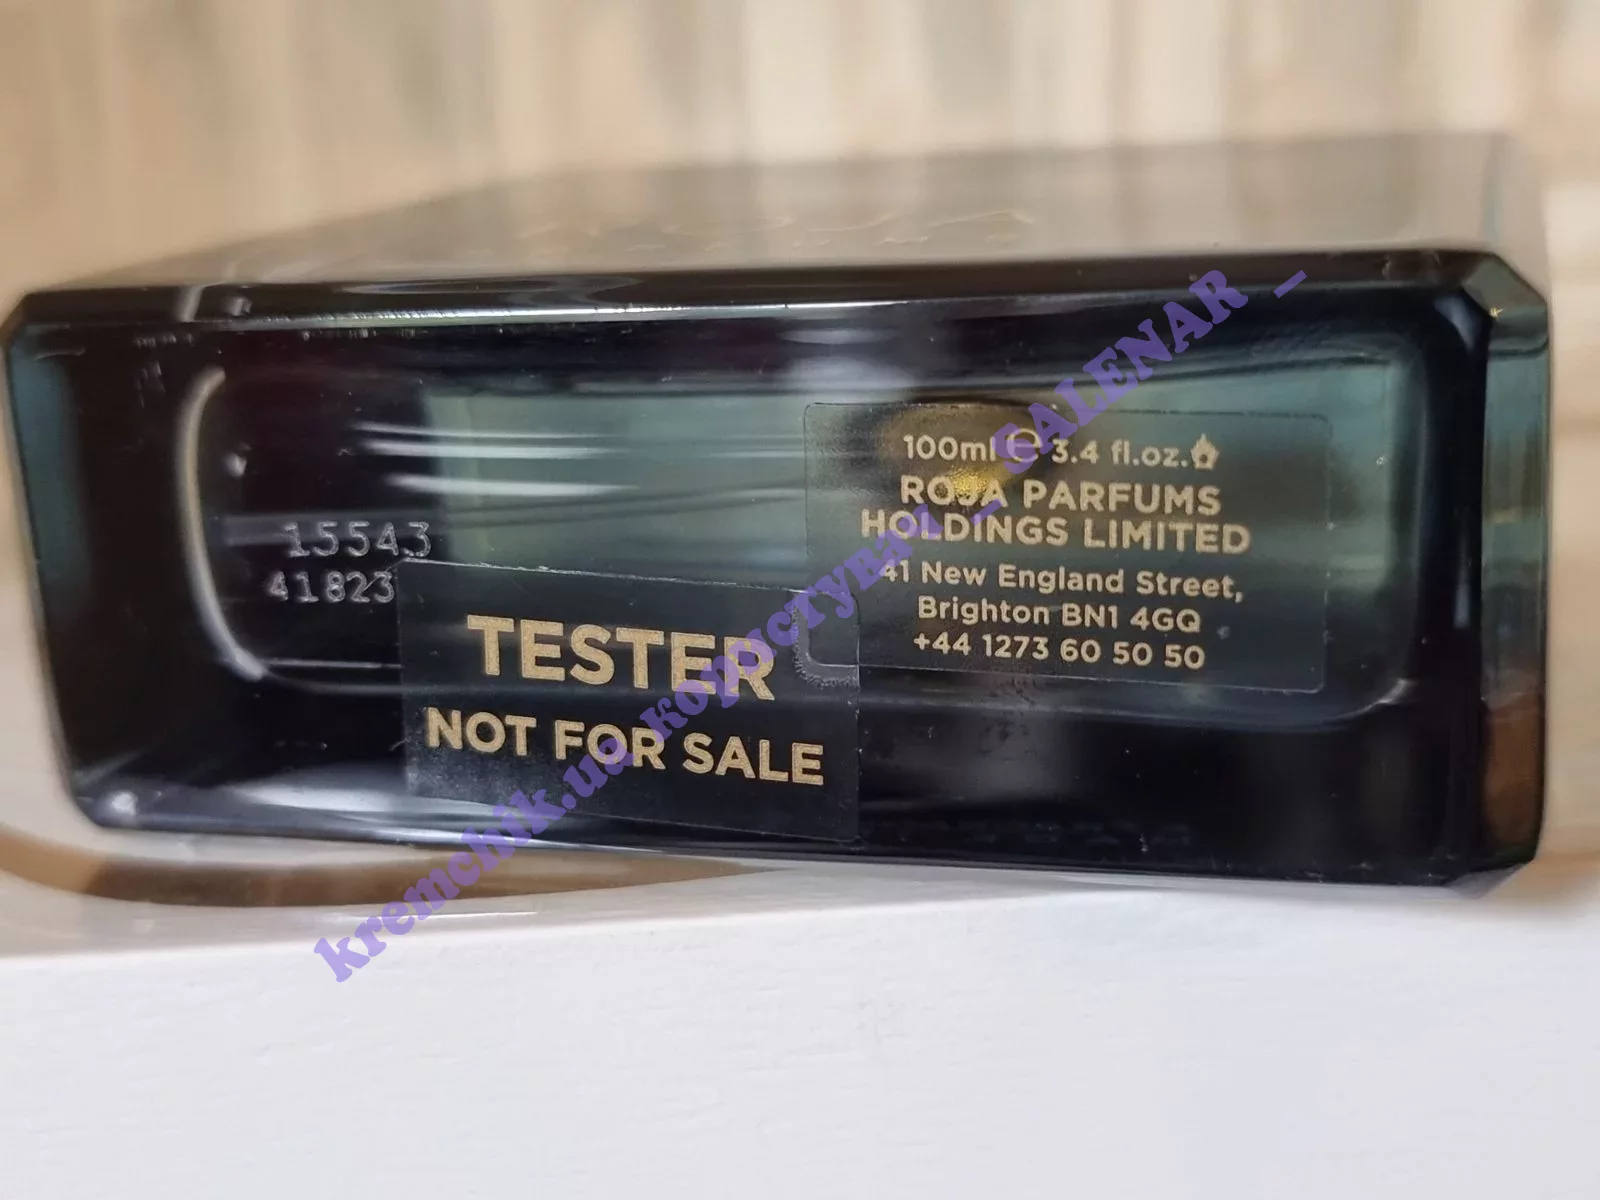 100ml ℮ 3.4 fl.oz.
ROJA PARFUMS
HOLDINGS LIMITED
41 New England Street,
Brighton BN1 4GQ
+44 1273 60 50 50
15543
41823
TESTER
NOT FOR SALE
kremchik.ua користувач _ SALENAR _